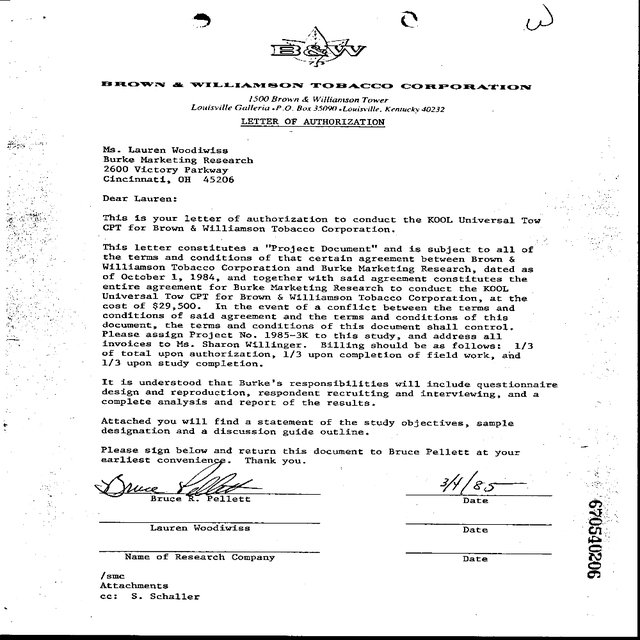 W
B&W
BROWN & WILLIAMSON TOBACCO CORPORATION
1500 Brown & Williamson Tower
Louisville Galleria • P.O. Box 35090 • Louisville, Kentucky 40232
LETTER OF AUTHORIZATION
Ms. Lauren Woodiwiss
Burke Marketing Research
2600 Victory Parkway
Cincinnati, OH 45206
Dear Lauren:
This is your letter of authorization to conduct the KOOL Universal Tow
CPT for Brown & Williamson Tobacco Corporation.
This letter constitutes a "Project Document" and is subject to all of
the terms and conditions of that certain agreement between Brown &
Williamson Tobacco Corporation and Burke Marketing Research, dated as
of October 1, 1984, and together with said agreement constitutes the
entire agreement for Burke Marketing Research to conduct the KOOL
Universal Tow CPT for Brown & Williamson Tobacco Corporation, at the
cost of $29,500. In the event of a conflict between the terms and
conditions of said agreement and the terms and conditions of this
document, the terms and conditions of this document shall control.
Please assign Project No. 1985-3K to this study, and address all
invoices to Ms. Sharon Willinger. Billing should be as follows: 1/3
of total upon authorization, 1/3 upon completion of field work, and
1/3 upon study completion.
It is understood that Burke's responsibilities will include questionnaire
design and reproduction, respondent recruiting and interviewing, and a
complete analysis and report of the results.
Attached you will find a statement of the study objectives, sample
designation and a discussion guide outline.
Please sign below and return this document to Bruce Pellett at your
earliest convenience. Thank you.
Bruce Pellett 3/4/85
Bruce R. Pellett Date
Lauren Woodiwiss Date
Name of Research Company Date
/smc
Attachments
cc: S. Schaller
670540206